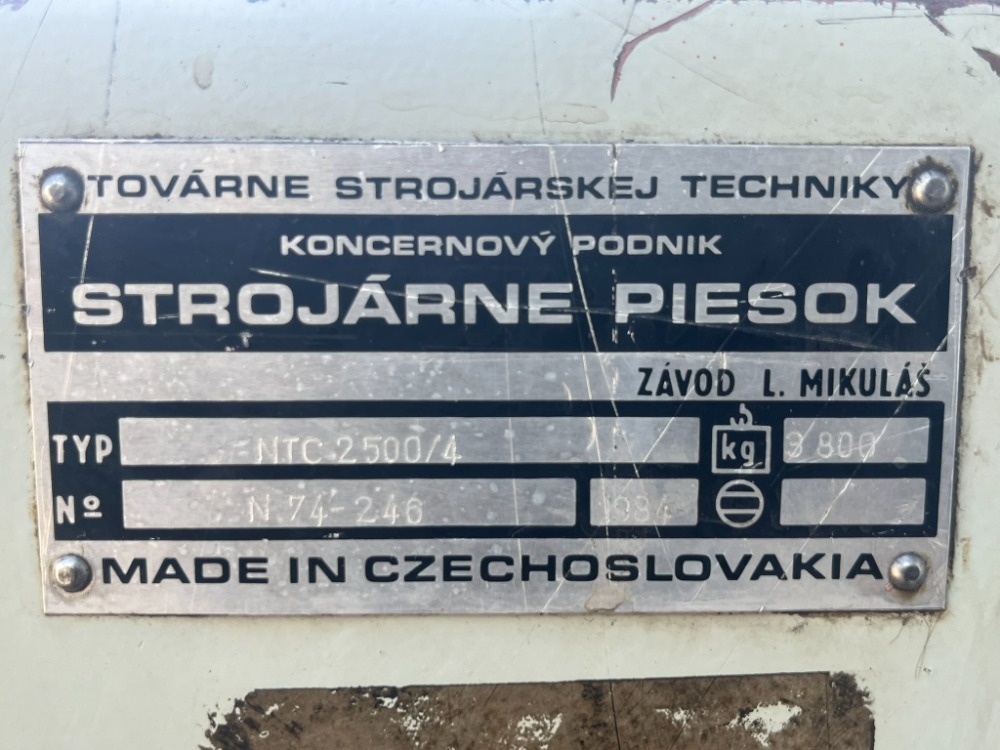 TOVÁRNE STROJÁRSKEJ TECHNIKY
KONCERNOVÝ PODNIK
STROJÁRNE PIESOK
ZÁVOD L. MIKULÁŠ
TYP NTC 2500/4 kg 3 800
Nº N 74-246 1984
MADE IN CZECHOSLOVAKIA